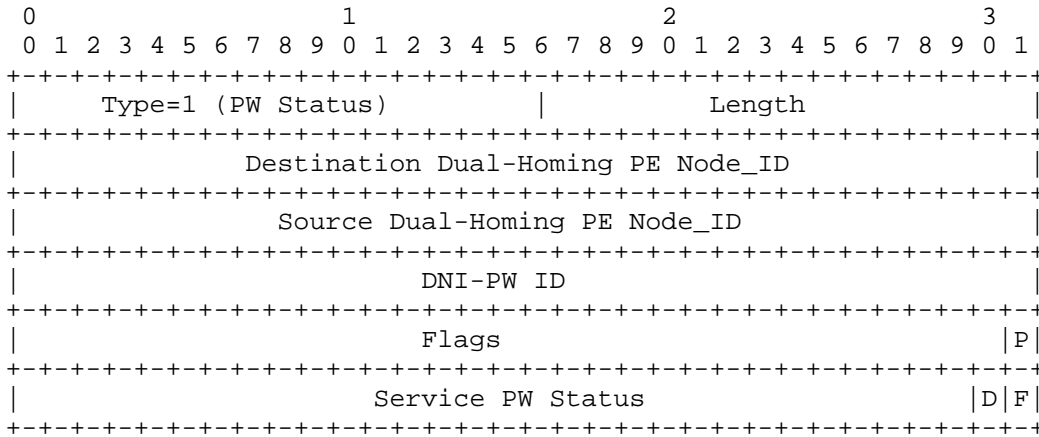 0                   1                   2                   3
 0 1 2 3 4 5 6 7 8 9 0 1 2 3 4 5 6 7 8 9 0 1 2 3 4 5 6 7 8 9 0 1
+-+-+-+-+-+-+-+-+-+-+-+-+-+-+-+-+-+-+-+-+-+-+-+-+-+-+-+-+-+-+-+-+
|     Type=1 (PW Status)         |          Length              |
+-+-+-+-+-+-+-+-+-+-+-+-+-+-+-+-+-+-+-+-+-+-+-+-+-+-+-+-+-+-+-+-+
|              Destination Dual-Homing PE Node_ID               |
+-+-+-+-+-+-+-+-+-+-+-+-+-+-+-+-+-+-+-+-+-+-+-+-+-+-+-+-+-+-+-+-+
|                Source Dual-Homing PE Node_ID                  |
+-+-+-+-+-+-+-+-+-+-+-+-+-+-+-+-+-+-+-+-+-+-+-+-+-+-+-+-+-+-+-+-+
|                         DNI-PW ID                             |
+-+-+-+-+-+-+-+-+-+-+-+-+-+-+-+-+-+-+-+-+-+-+-+-+-+-+-+-+-+-+-+-+
|                         Flags                               |P|
+-+-+-+-+-+-+-+-+-+-+-+-+-+-+-+-+-+-+-+-+-+-+-+-+-+-+-+-+-+-+-+-+
|                      Service PW Status                    |D|F|
+-+-+-+-+-+-+-+-+-+-+-+-+-+-+-+-+-+-+-+-+-+-+-+-+-+-+-+-+-+-+-+-+